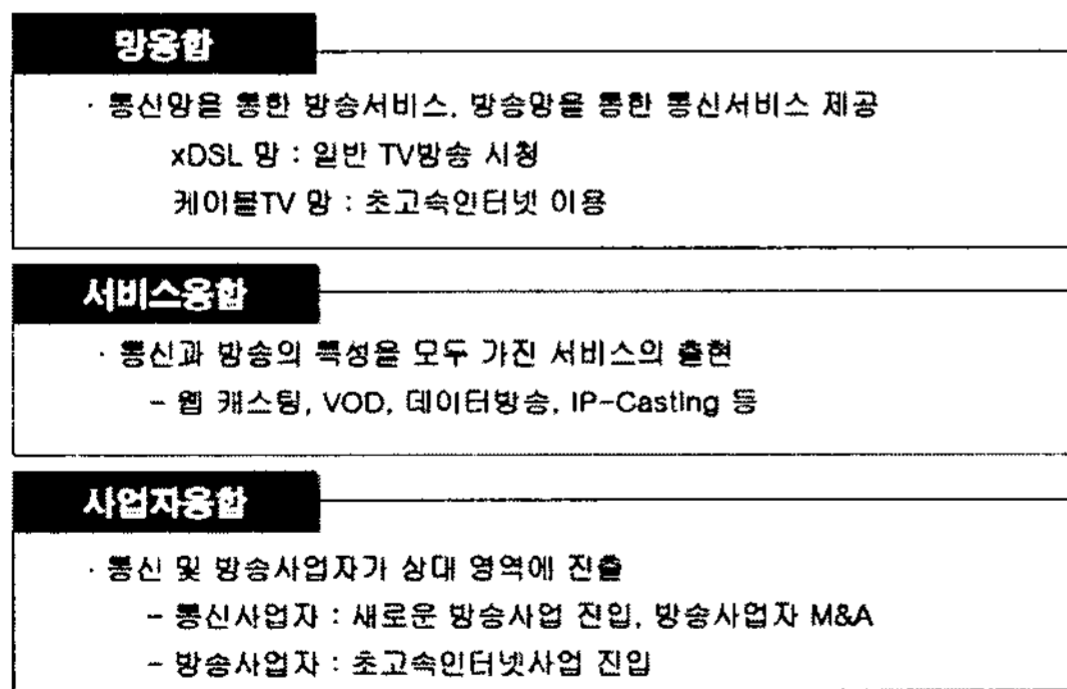 망융합
· 통신망을 통한 방송서비스, 방송망을 통한 통신서비스 제공
xDSL 망 : 일반 TV방송 시청
케이블TV 망 : 초고속인터넷 이용
서비스융합
· 통신과 방송의 특성을 모두 가진 서비스의 출현
- 웹 캐스팅, VOD, 데이터방송, IP-Casting 등
사업자융합
· 통신 및 방송사업자가 상대 영역에 진출
- 통신사업자 : 새로운 방송사업 진입, 방송사업자 M&A
- 방송사업자 : 초고속인터넷사업 진입